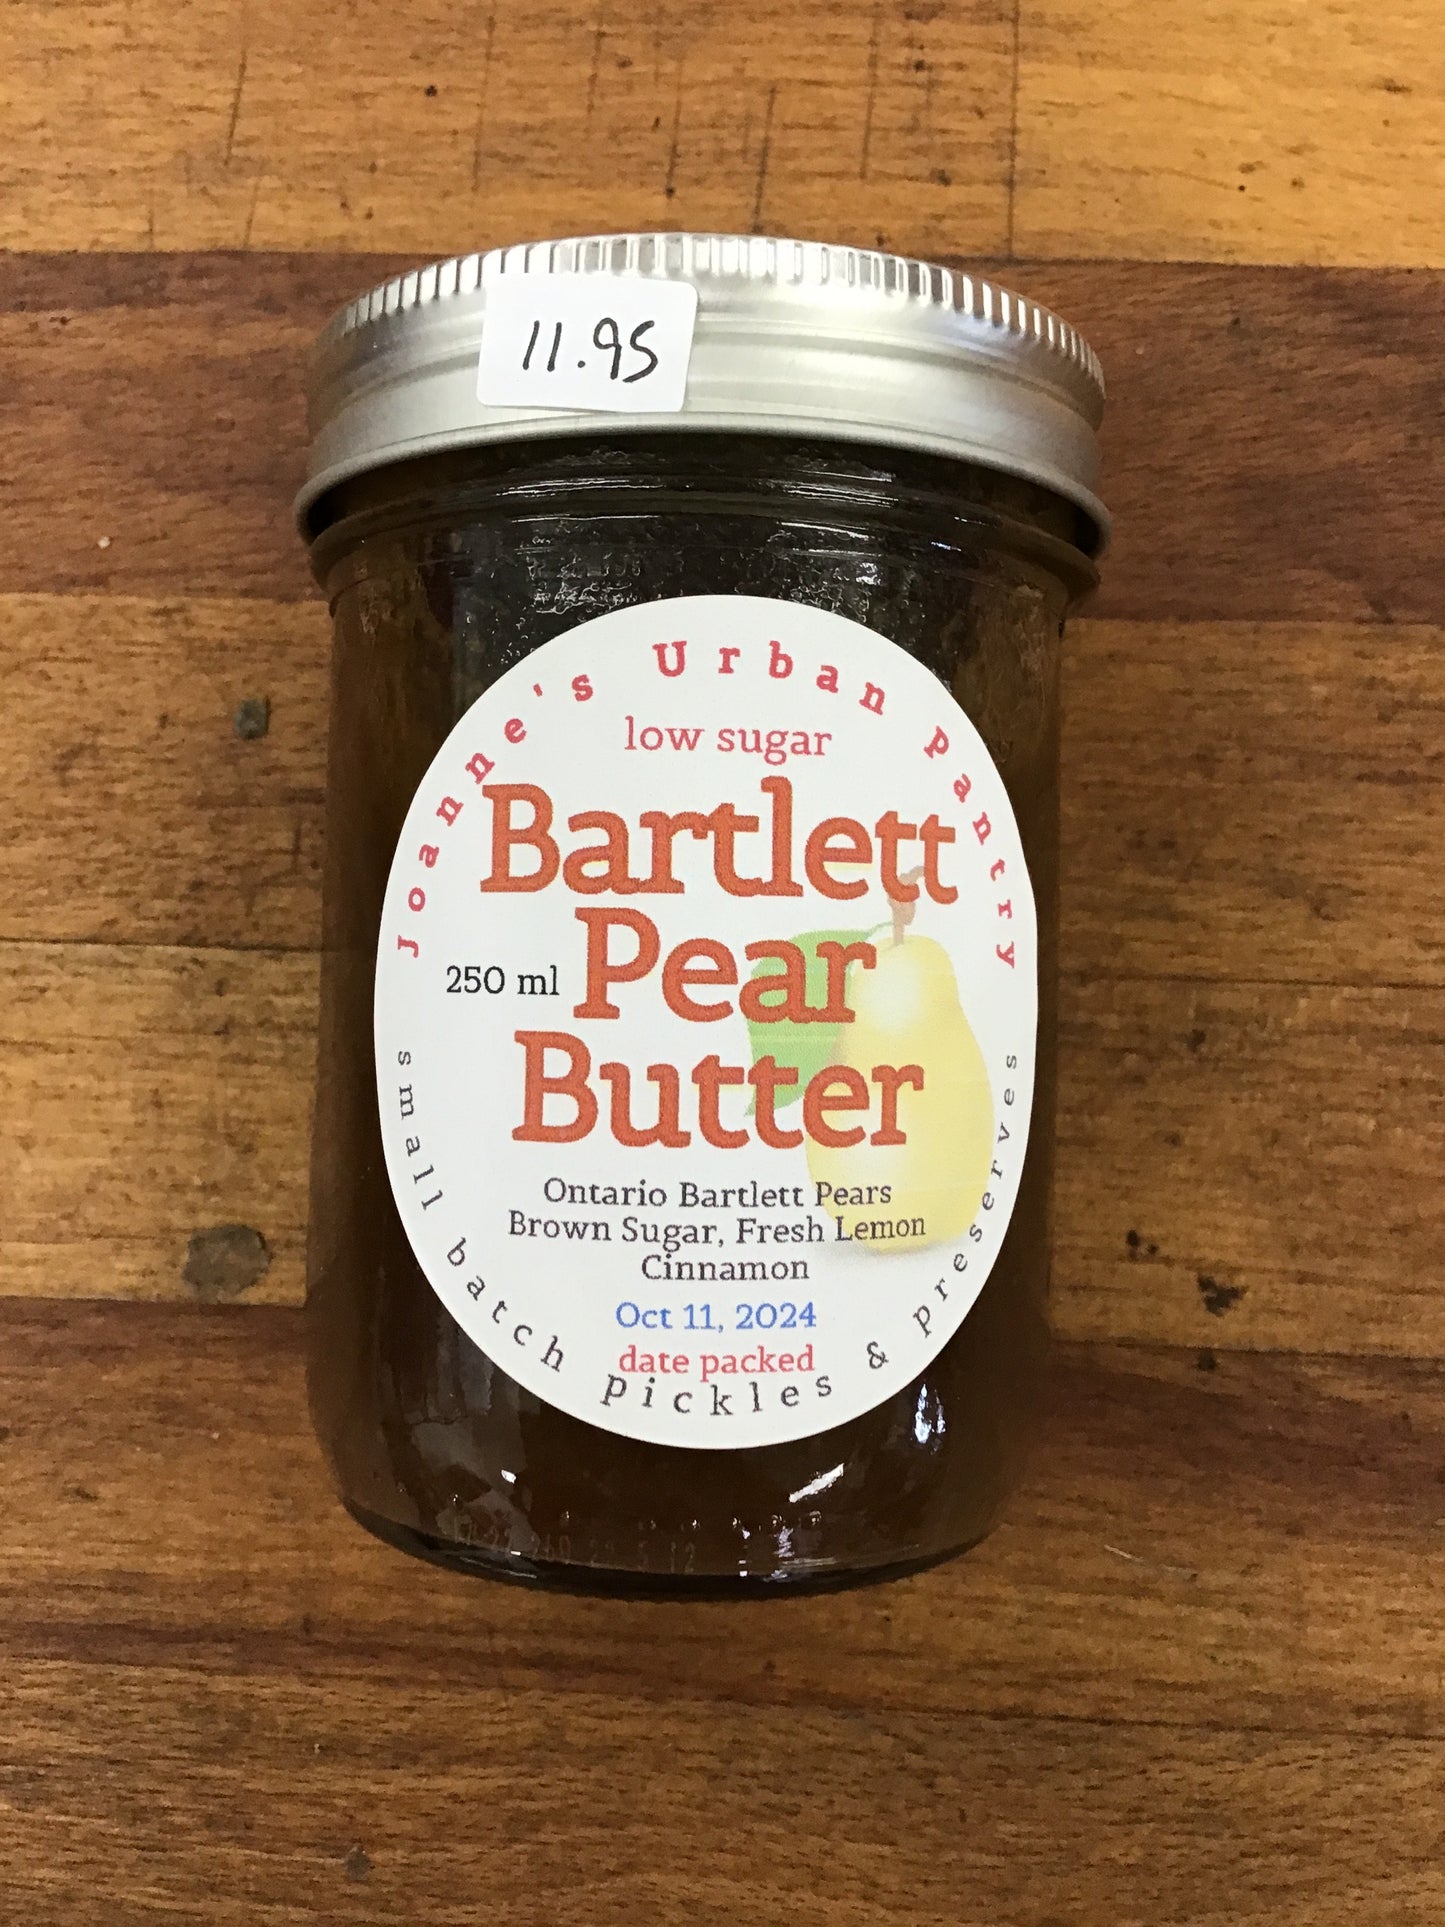 11.95
Joanne's Urban Pantry
low sugar
Bartlett
Pear
250 ml
Butter
Ontario Bartlett Pears
Brown Sugar, Fresh Lemon
Cinnamon
Oct 11, 2024
date packed
small batch pickles & preserves